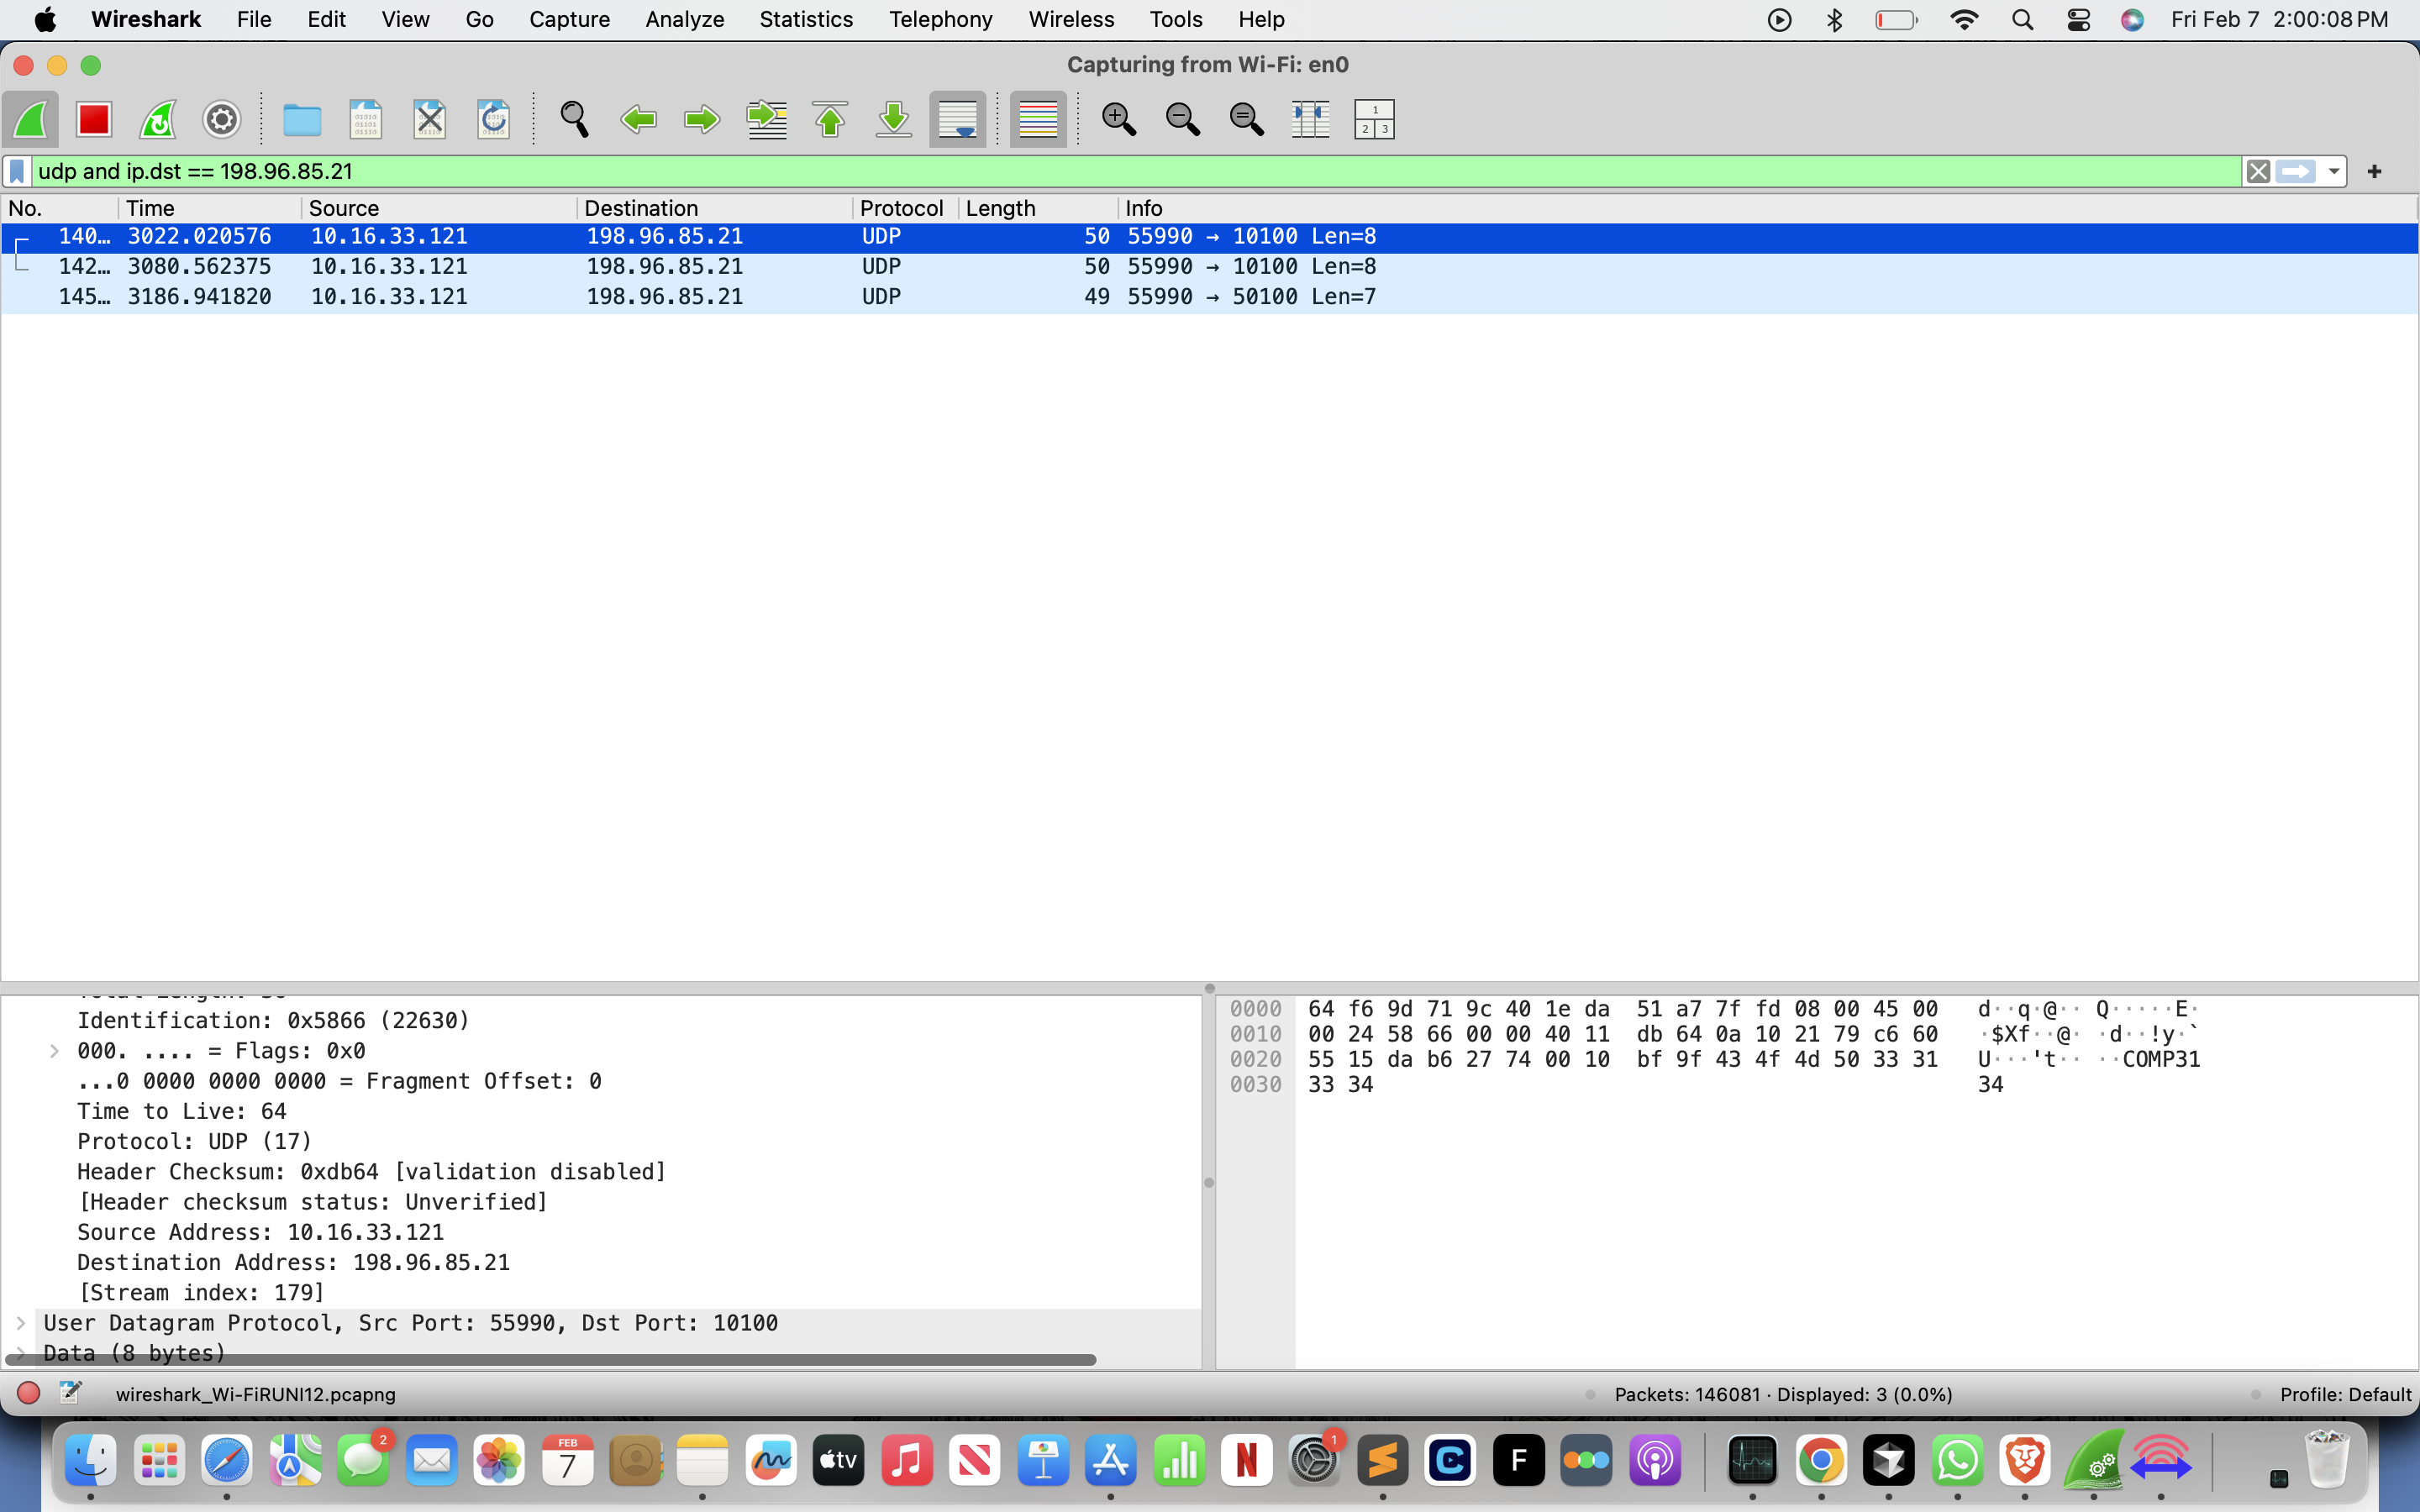 Wireshark File Edit View Go Capture Analyze Statistics Telephony Wireless Tools Help Fri Feb 7 2:00:08 PM
Capturing from Wi-Fi: en0
udp and ip.dst == 198.96.85.21
No. Time Source Destination Protocol Length Info
140… 3022.020576 10.16.33.121 198.96.85.21 UDP 50 55990 → 10100 Len=8
142… 3080.562375 10.16.33.121 198.96.85.21 UDP 50 55990 → 10100 Len=8
145… 3186.941820 10.16.33.121 198.96.85.21 UDP 49 55990 → 50100 Len=7
Identification: 0x5866 (22630)
000. .... = Flags: 0x0
...0 0000 0000 0000 = Fragment Offset: 0
Time to Live: 64
Protocol: UDP (17)
Header Checksum: 0xdb64 [validation disabled]
[Header checksum status: Unverified]
Source Address: 10.16.33.121
Destination Address: 198.96.85.21
[Stream index: 179]
User Datagram Protocol, Src Port: 55990, Dst Port: 10100
Data (8 bytes)
0000 64 f6 9d 71 9c 40 1e da 51 a7 7f fd 08 00 45 00 d··q·@·· Q·····E·
0010 00 24 58 66 00 00 40 11 db 64 0a 10 21 79 c6 60 ·$Xf··@· ·d··!y·`
0020 55 15 da b6 27 74 00 10 bf 9f 43 4f 4d 50 33 31 U···'t·· ··COMP31
0030 33 34 34
wireshark_Wi-FiRUNI12.pcapng Packets: 146081 · Displayed: 3 (0.0%) Profile: Default
2
FEB
7
tv
1
F